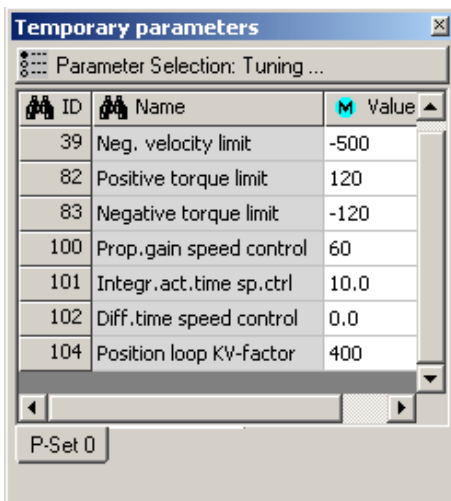 Temporary parameters
Parameter Selection: Tuning ...
ID Name M Value
39 Neg. velocity limit -500
82 Positive torque limit 120
83 Negative torque limit -120
100 Prop.gain speed control 60
101 Integr.act.time sp.ctrl 10.0
102 Diff.time speed control 0.0
104 Position loop KV-factor 400
P-Set 0